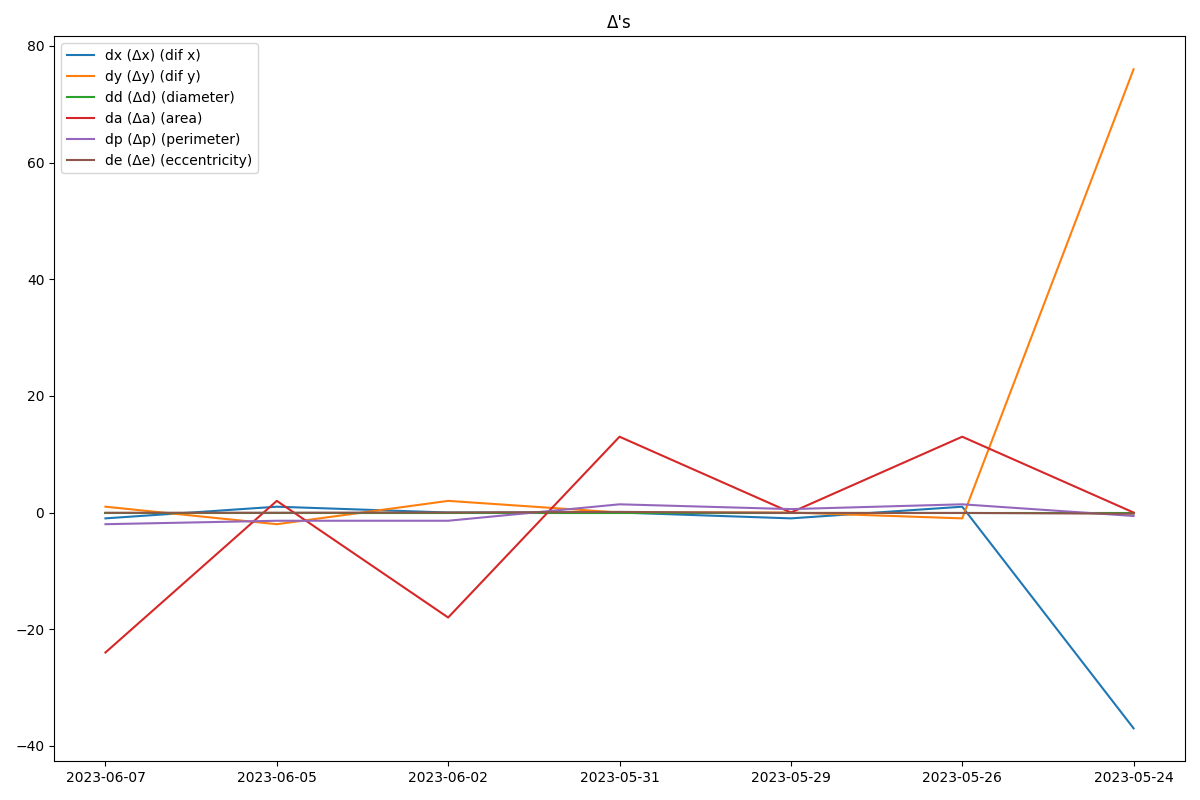 Δ's
dx (Δx) (dif x)
dy (Δy) (dif y)
dd (Δd) (diameter)
da (Δa) (area)
dp (Δp) (perimeter)
de (Δe) (eccentricity)
80
60
40
20
0
−20
−40
2023-06-07 2023-06-05 2023-06-02 2023-05-31 2023-05-29 2023-05-26 2023-05-24